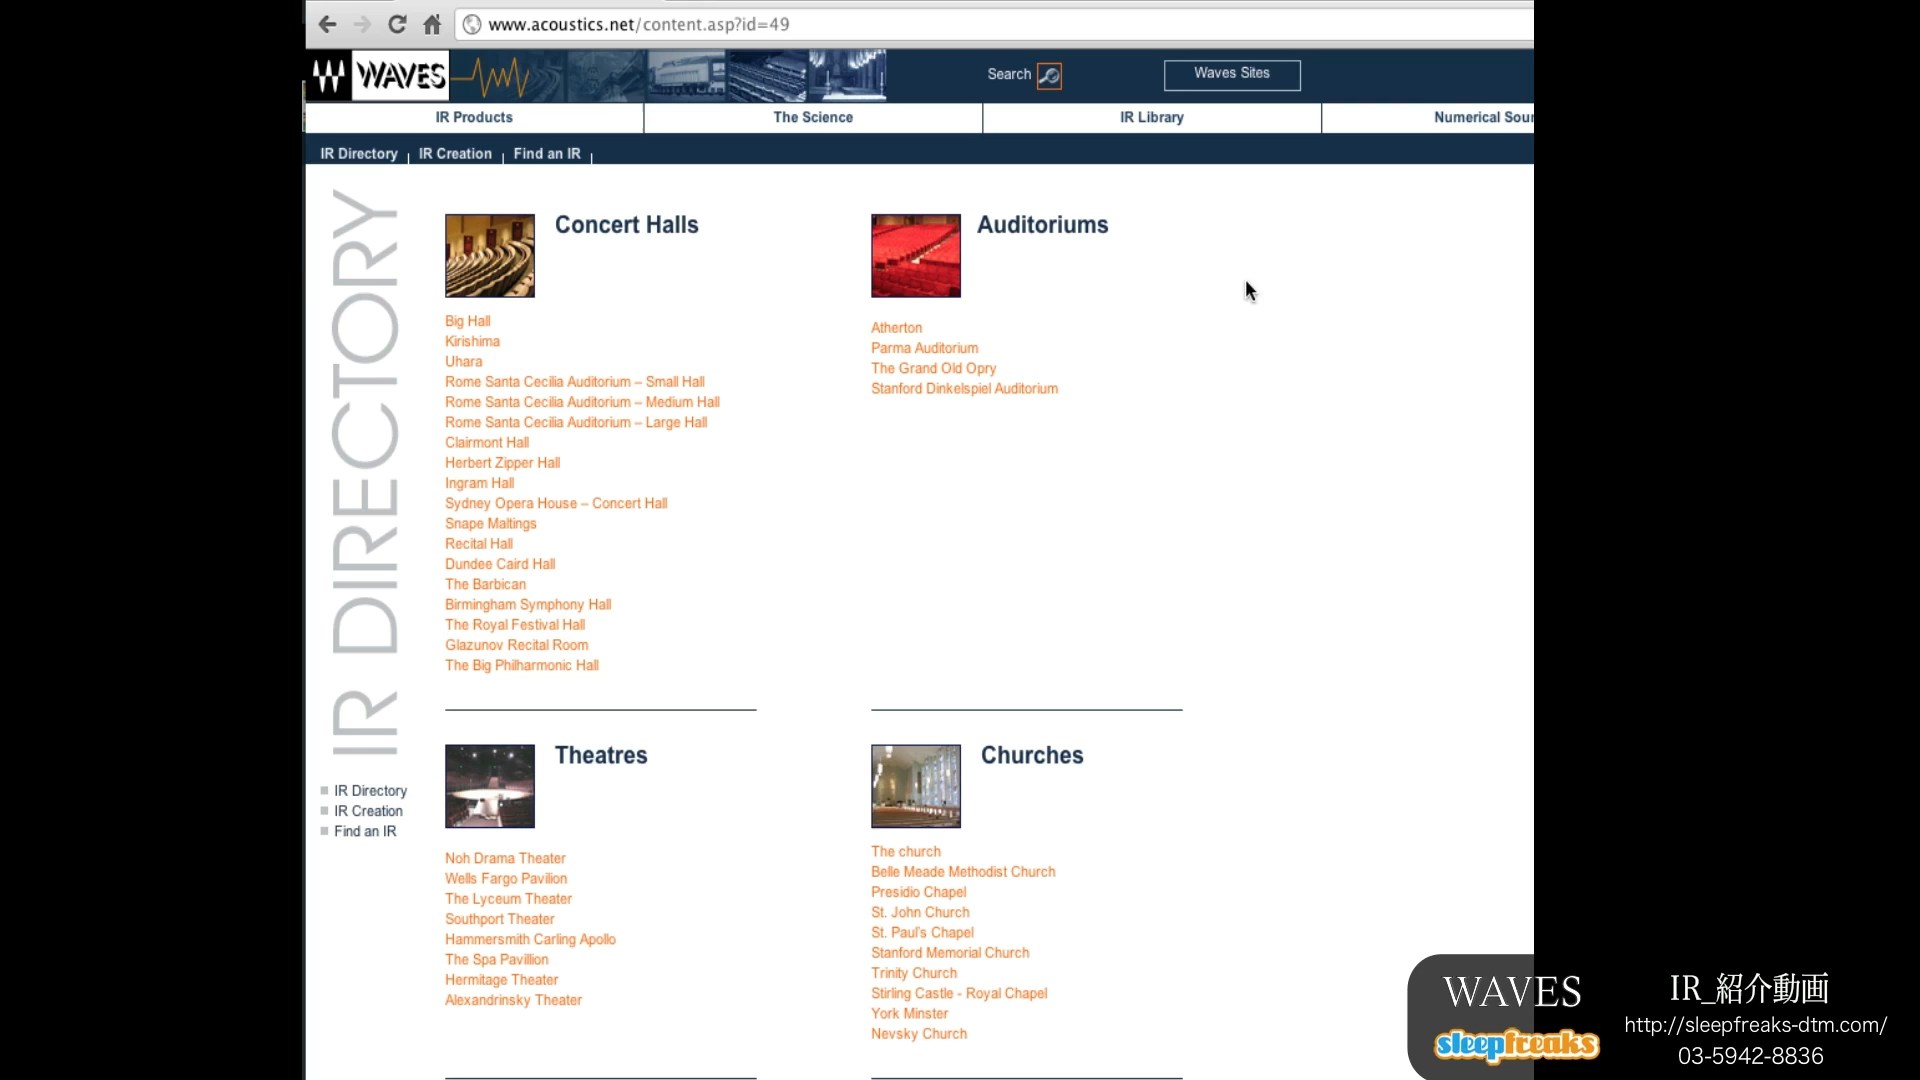 www.acoustics.net/content.asp?id=49
WAVES
Search
Waves Sites
IR Products
The Science
IR Library
Numerical Sour
IR Directory
IR Creation
Find an IR
IR DIRECTORY
Concert Halls
Big Hall
Kirishima
Uhara
Rome Santa Cecilia Auditorium – Small Hall
Rome Santa Cecilia Auditorium – Medium Hall
Rome Santa Cecilia Auditorium – Large Hall
Clairmont Hall
Herbert Zipper Hall
Ingram Hall
Sydney Opera House – Concert Hall
Snape Maltings
Recital Hall
Dundee Caird Hall
The Barbican
Birmingham Symphony Hall
The Royal Festival Hall
Glazunov Recital Room
The Big Philharmonic Hall
Auditoriums
Atherton
Parma Auditorium
The Grand Old Opry
Stanford Dinkelspiel Auditorium
IR Directory
IR Creation
Find an IR
Theatres
Noh Drama Theater
Wells Fargo Pavilion
The Lyceum Theater
Southport Theater
Hammersmith Carling Apollo
The Spa Pavillion
Hermitage Theater
Alexandrinsky Theater
Churches
The church
Belle Meade Methodist Church
Presidio Chapel
St. John Church
St. Paul's Chapel
Stanford Memorial Church
Trinity Church
Stirling Castle - Royal Chapel
York Minster
Nevsky Church
WAVES
sleepfreaks
IR_紹介動画
http://sleepfreaks-dtm.com/
03-5942-8836